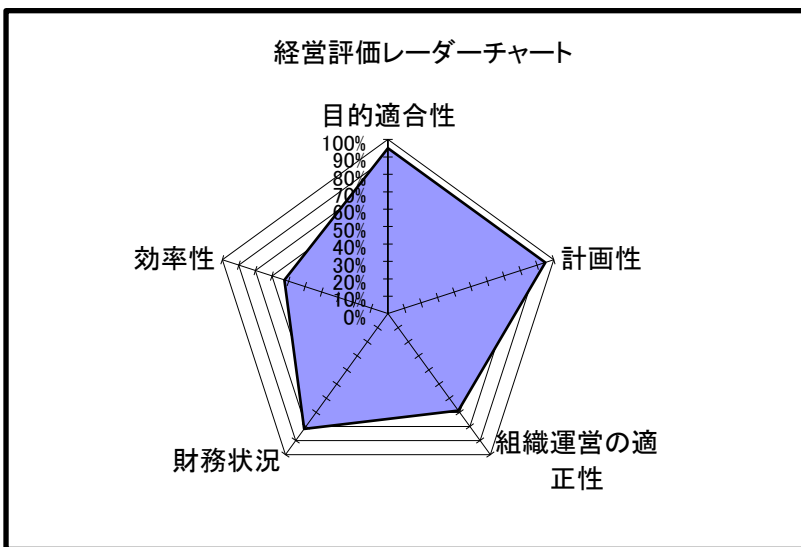 経営評価レーダーチャート
目的適合性
100%
90%
80%
70%
60%
50%
40%
30%
20%
10%
0%
効率性
計画性
財務状況
組織運営の適
正性